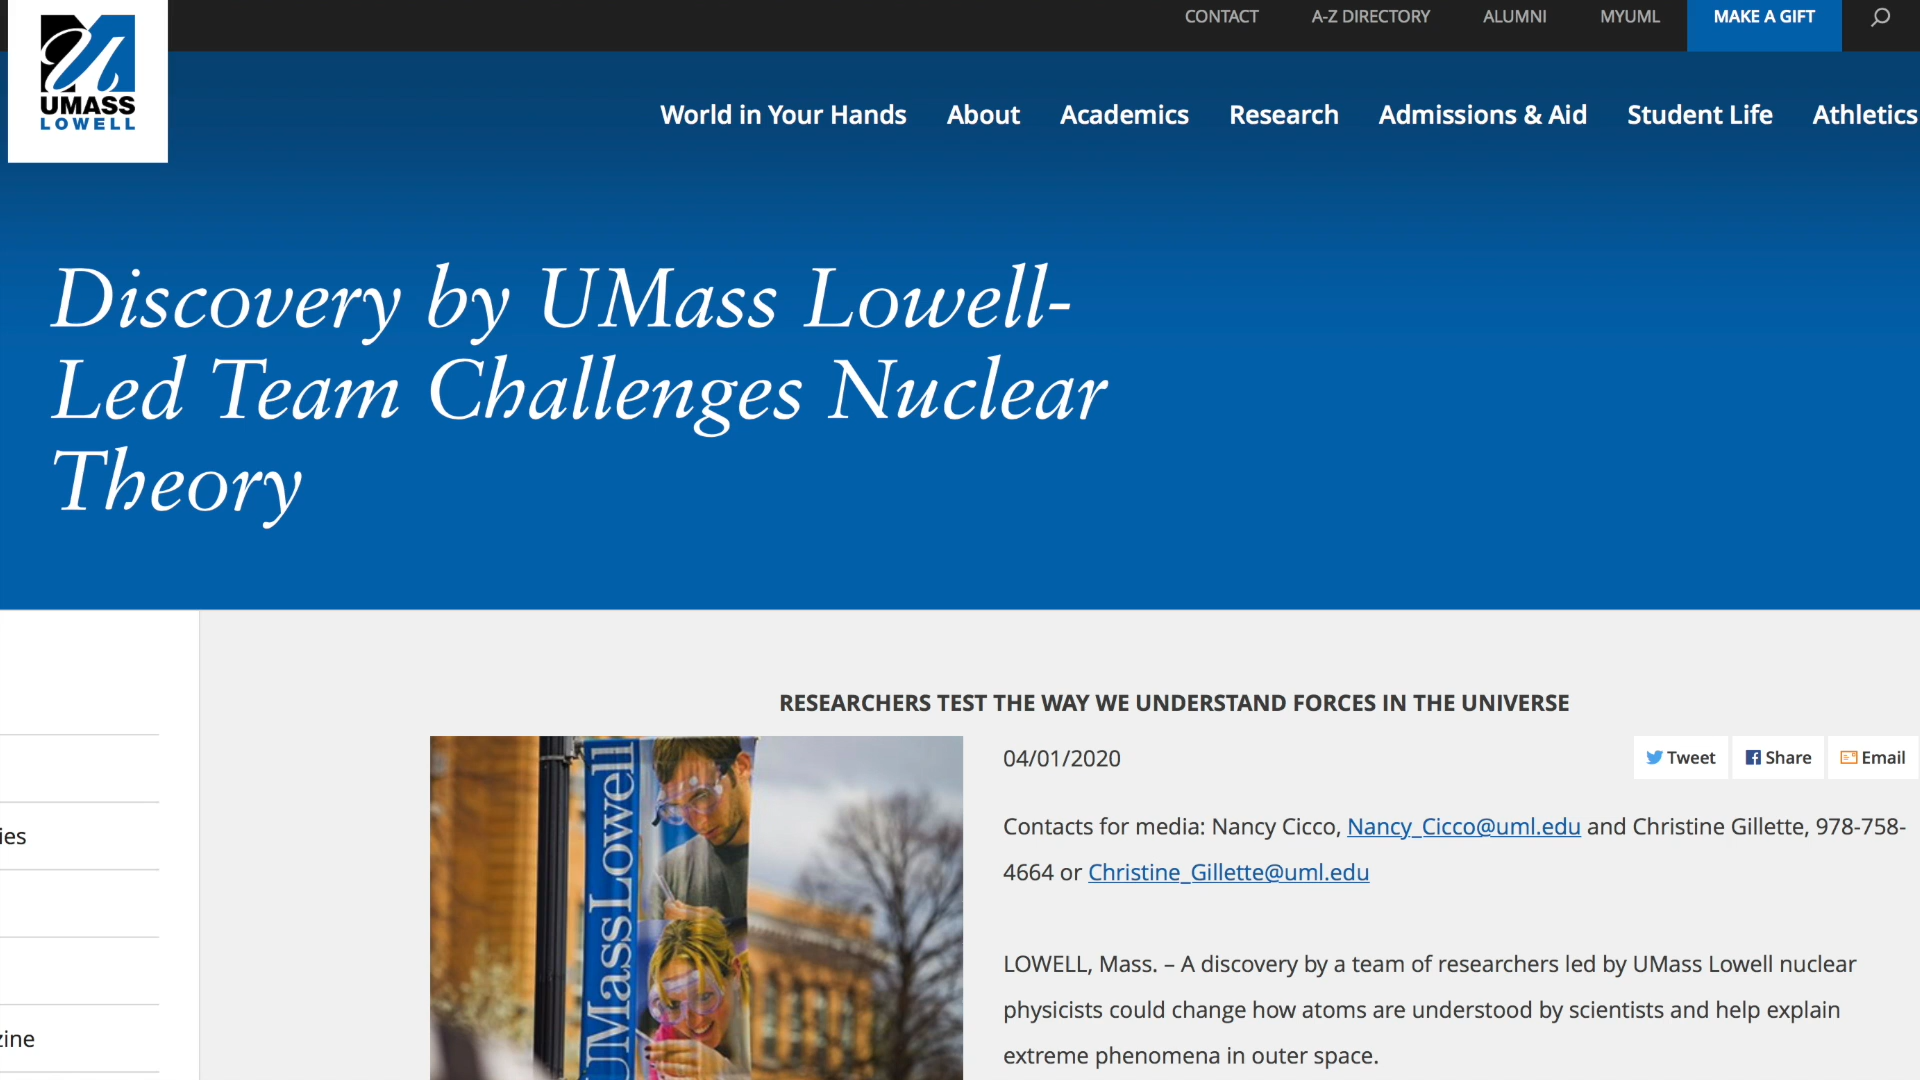 UMASS
LOWELL
CONTACT
A-Z DIRECTORY
ALUMNI
MYUML
MAKE A GIFT
World in Your Hands
About
Academics
Research
Admissions & Aid
Student Life
Athletics
Discovery by UMass Lowell-
Led Team Challenges Nuclear
Theory
RESEARCHERS TEST THE WAY WE UNDERSTAND FORCES IN THE UNIVERSE
04/01/2020
Tweet
Share
Email
Contacts for media: Nancy Cicco, Nancy_Cicco@uml.edu and Christine Gillette, 978-758-
4664 or Christine_Gillette@uml.edu
LOWELL, Mass. – A discovery by a team of researchers led by UMass Lowell nuclear
physicists could change how atoms are understood by scientists and help explain
extreme phenomena in outer space.
UMassLowell
ies
zine